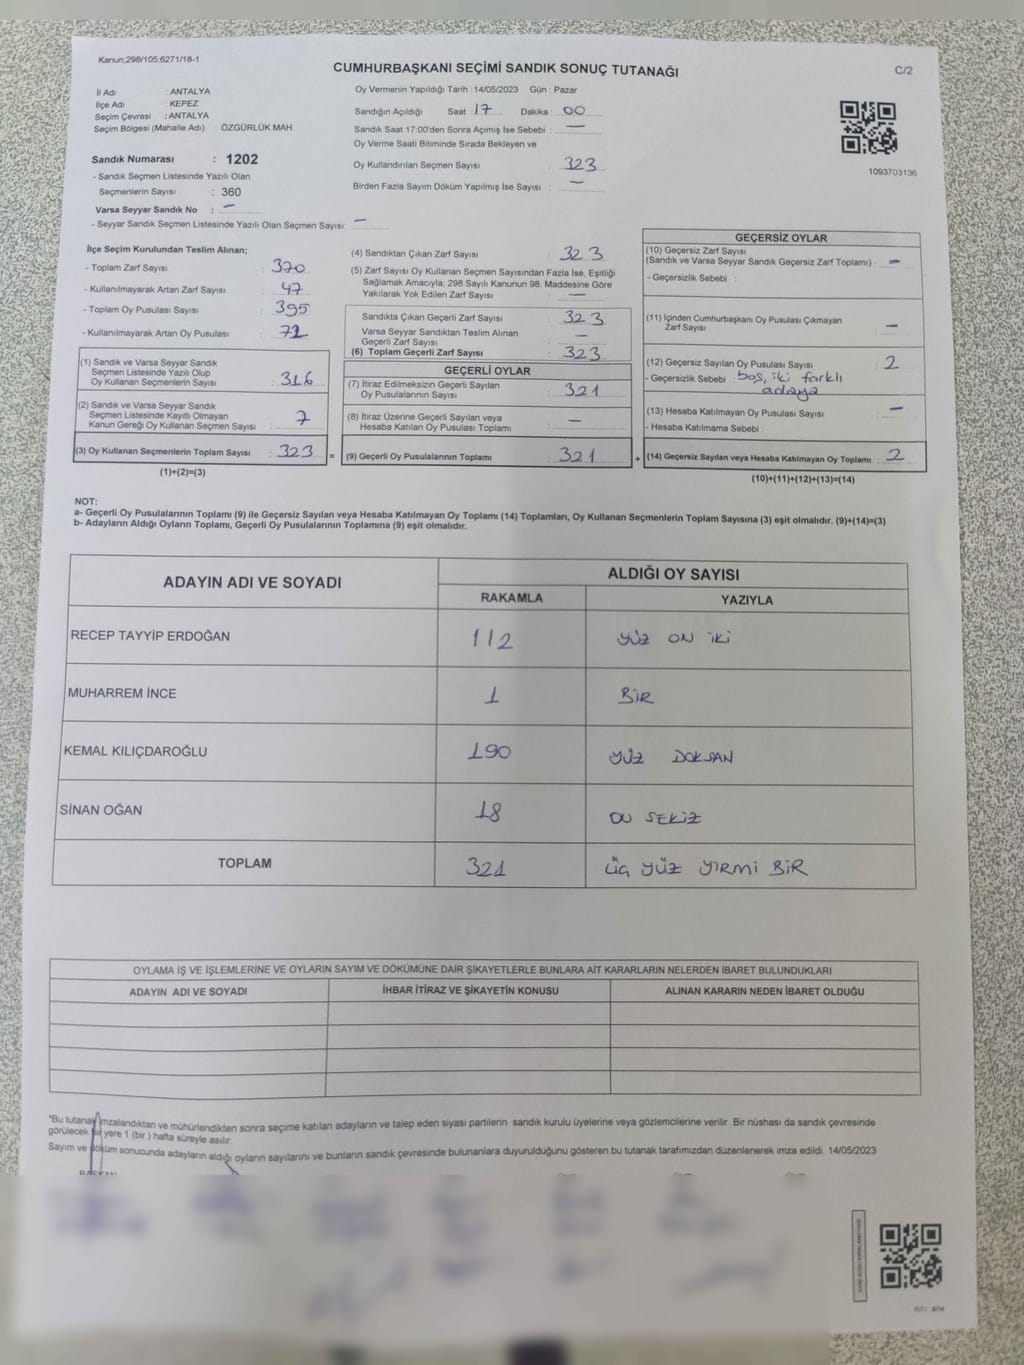 Kanun;298/105;6271/18-1
CUMHURBAŞKANI SEÇİMİ SANDIK SONUÇ TUTANAĞI
C/2
İl Adı : ANTALYA
İlçe Adı : KEPEZ
Seçim Çevresi : ANTALYA
Seçim Bölgesi (Mahalle Adı) : ÖZGÜRLÜK MAH.
Oy Vermenin Yapıldığı Tarih :14/05/2023 Gün : Pazar
Sandığın Açıldığı Saat : 17 Dakika : 00
Sandık Saat 17:00'den Sonra Açımış İse Sebebi : —
Oy Verme Saati Bitiminde Sırada Bekleyen ve
Oy Kullandırılan Seçmen Sayısı : 323
Birden Fazla Sayım Döküm Yapılmış İse Sayısı : —
1093703136
Sandık Numarası : 1202
- Sandık Seçmen Listesinde Yazılı Olan
Seçmenlerin Sayısı : 360
Varsa Seyyar Sandık No : —
- Seyyar Sandık Seçmen Listesinde Yazılı Olan Seçmen Sayısı: —
İlçe Seçim Kurulundan Teslim Alınan;
- Toplam Zarf Sayısı : 370
- Kullanılmayarak Artan Zarf Sayısı : 47
- Toplam Oy Pusulası Sayısı : 395
- Kullanılmayarak Artan Oy Pusulası : 72
(1) Sandık ve Varsa Seyyar Sandık
Seçmen Listesinde Yazılı Olup
Oy Kullanan Seçmenlerin Sayısı : 316
(2) Sandık ve Varsa Seyyar Sandık
Seçmen Listesinde Kayıtlı Olmayan
Kanun Gereği Oy Kullanan Seçmen Sayısı : 7
(3) Oy Kullanan Seçmenlerin Toplam Sayısı : 323 =
(1)+(2)=(3)
(4) Sandıktan Çıkan Zarf Sayısı : 323
(5) Zarf Sayısı Oy Kullanan Seçmen Sayısından Fazla İse, Eşitliği
Sağlamak Amacıyla; 298 Sayılı Kanunun 98. Maddesine Göre
Yakılarak Yok Edilen Zarf Sayısı : —
Sandıkta Çıkan Geçerli Zarf Sayısı : 323
Varsa Seyyar Sandıktan Teslim Alınan
Geçerli Zarf Sayısı : —
(6) Toplam Geçerli Zarf Sayısı : 323
GEÇERLİ OYLAR
(7) İtiraz Edilmeksizin Geçerli Sayılan
Oy Pusulalarının Sayısı : 321
(8) İtiraz Üzerine Geçerli Sayılan veya
Hesaba Katılan Oy Pusulası Toplamı : —
(9) Geçerli Oy Pusulalarının Toplamı : 321 +
GEÇERSİZ OYLAR
(10) Geçersiz Zarf Sayısı
(Sandık ve Varsa Seyyar Sandık Geçersiz Zarf Toplamı) : —
- Geçersizlik Sebebi :
(11) İçinden Cumhurbaşkanı Oy Pusulası Çıkmayan
Zarf Sayısı : —
(12) Geçersiz Sayılan Oy Pusulası Sayısı : 2
- Geçersizlik Sebebi : boş, iki farklı
adaya
(13) Hesaba Katılmayan Oy Pusulası Sayısı : —
- Hesaba Katılmama Sebebi :
(14) Geçersiz Sayılan veya Hesaba Katılmayan Oy Toplamı : 2
(10)+(11)+(12)+(13)=(14)
NOT:
a- Geçerli Oy Pusulalarının Toplamı (9) ile Geçersiz Sayılan veya Hesaba Katılmayan Oy Toplamı (14) Toplamları, Oy Kullanan Seçmenlerin Toplam Sayısına (3) eşit olmalıdır. (9)+(14)=(3)
b- Adayların Aldığı Oyların Toplamı, Geçerli Oy Pusulalarının Toplamına (9) eşit olmalıdır.
ADAYIN ADI VE SOYADI ALDIĞI OY SAYISI
RAKAMLA YAZIYLA
RECEP TAYYİP ERDOĞAN 112 YÜZ ON İKİ
MUHARREM İNCE 1 BİR
KEMAL KILIÇDAROĞLU 190 YÜZ DOKSAN
SİNAN OĞAN 18 ON SEKİZ
TOPLAM 321 ÜÇ YÜZ YİRMİ BİR
OYLAMA İŞ VE İŞLEMLERİNE VE OYLARIN SAYIM VE DÖKÜMÜNE DAİR ŞİKAYETLERLE BUNLARA AİT KARARLARIN NELERDEN İBARET BULUNDUKLARI
ADAYIN ADI VE SOYADI İHBAR İTİRAZ VE ŞİKAYETİN KONUSU ALINAN KARARIN NEDEN İBARET OLDUĞU
*Bu tutanak imzalandıktan ve mühürlendikten sonra seçime katılan adayların ve talep eden siyasi partilerin sandık kurulu üyelerine veya gözlemcilerine verilir. Bir nüshası da sandık çevresinde
görülecek bir yere 1 (bir ) hafta süreyle asılır.
Sayım ve döküm sonucunda adayların aldığı oyların sayılarını ve bunların sandık çevresinde bulunanlara duyurulduğunu gösteren bu tutanak tarafımızdan düzenlenerek imza edildi. 14/05/2023
BAŞKAN